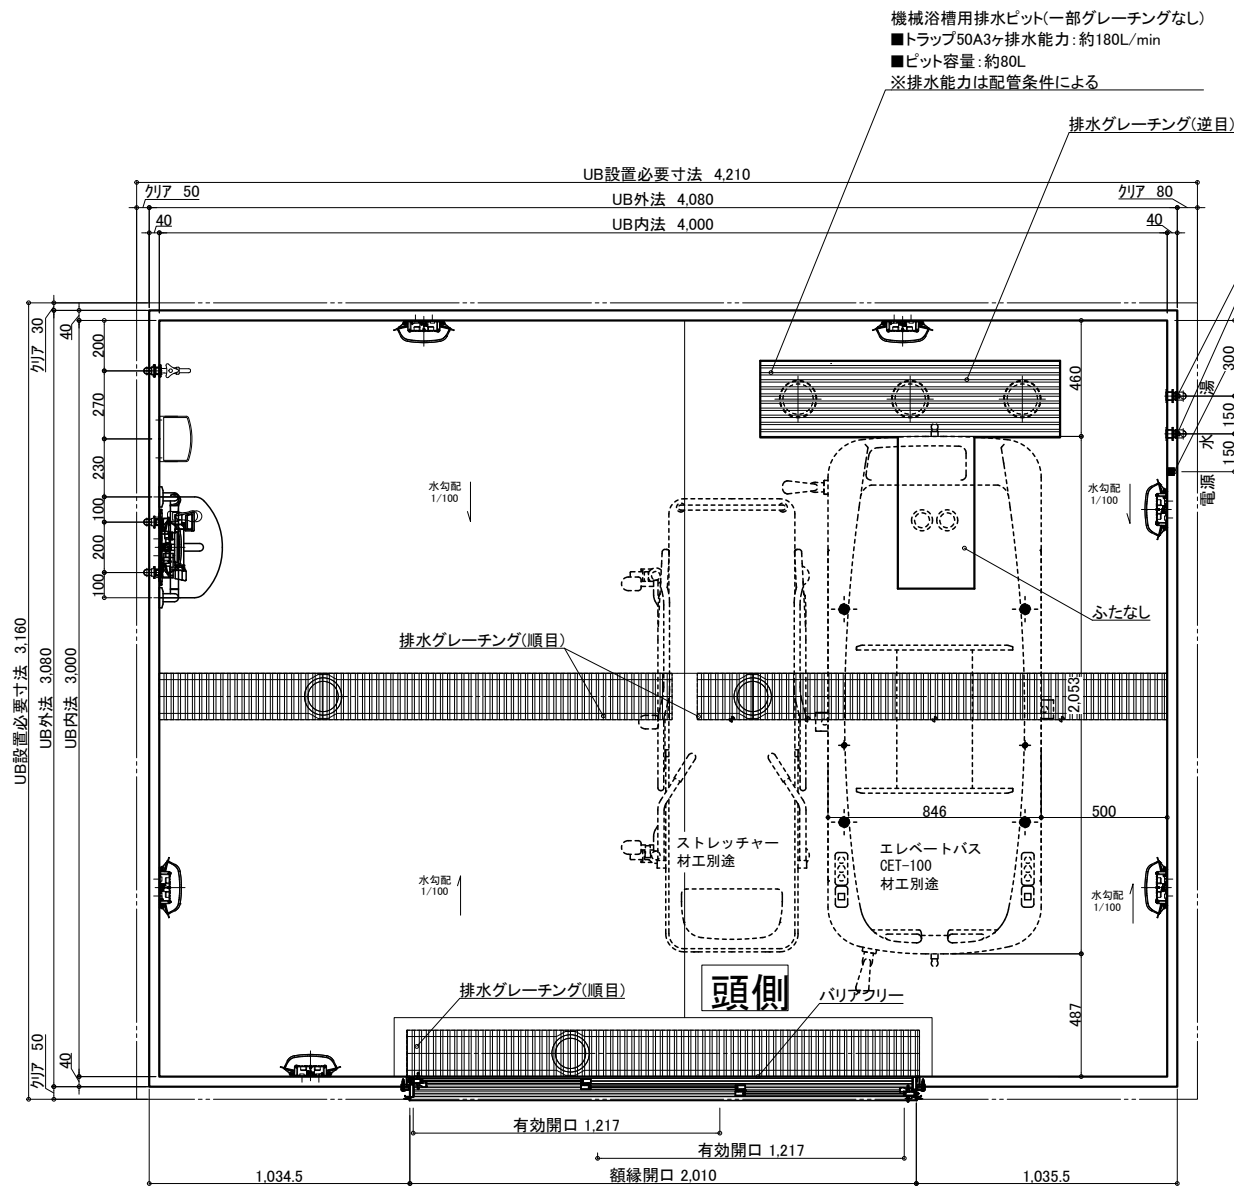 機械浴槽用排水ピット(一部グレーチングなし)
■トラップ50A3ヶ排水能力：約180L/min
■ピット容量：約80L
※排水能力は配管条件による
排水グレーチング(逆目)
UB設置必要寸法 4,210
クリア 50
UB外法 4,080
クリア 80
40
UB内法 4,000
40
クリア 30
40
200
270
230
100
200
100
UB設置必要寸法 3,160
UB外法 3,080
UB内法 3,000
クリア 50
40
460
300
湯
150
水
150
電源
水勾配
1/100
水勾配
1/100
ふたなし
排水グレーチング(順目)
2,053
846
500
ストレッチャー
材工別途
エレベートバス
CET-100
材工別途
水勾配
1/100
水勾配
1/100
頭側
排水グレーチング(順目)
バリアフリー
487
有効開口 1,217
有効開口 1,217
1,034.5
額縁開口 2,010
1,035.5